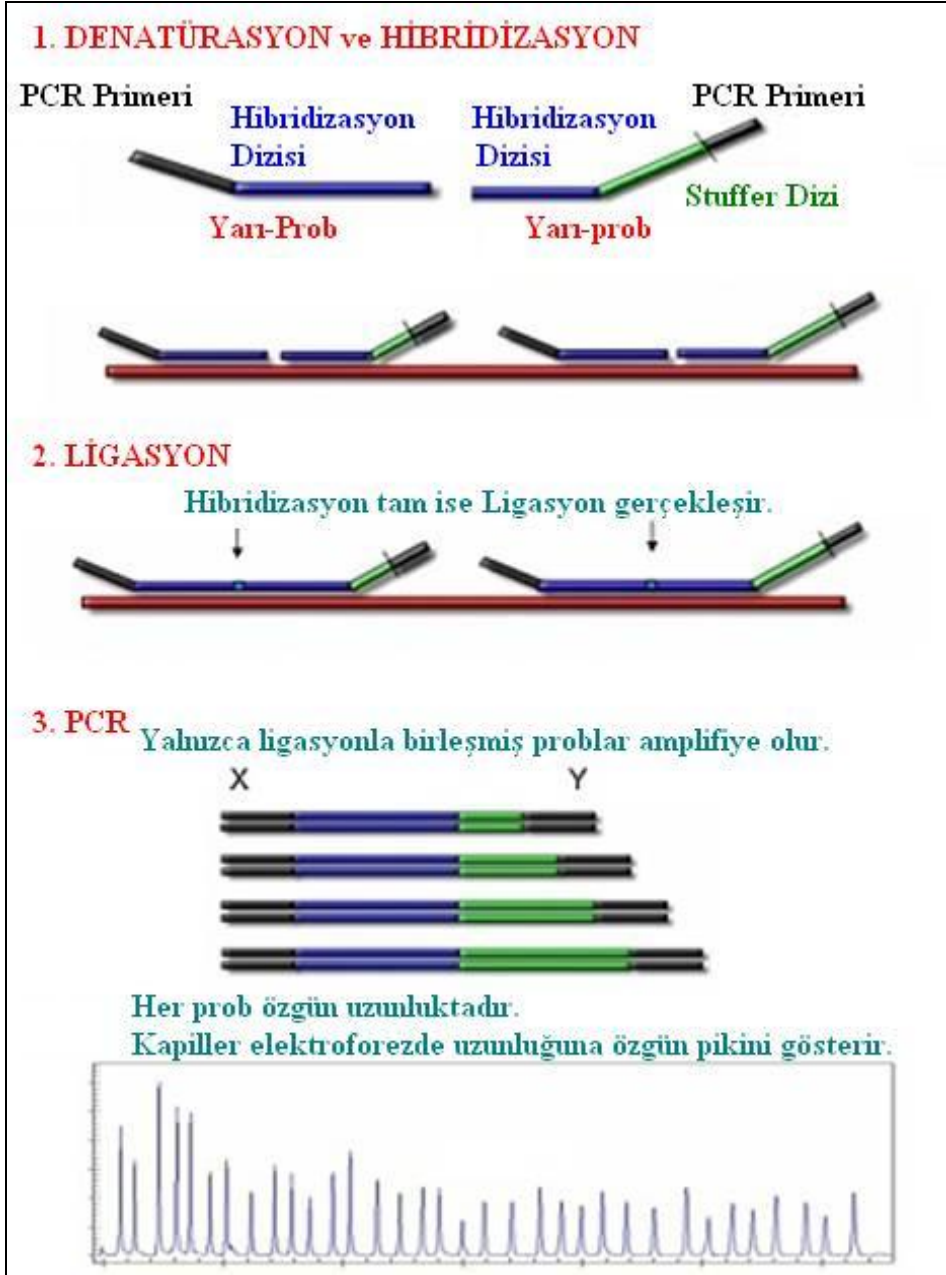 1. DENATÜRASYON ve HİBRİDİZASYON
PCR Primeri
Hibridizasyon
Dizisi
Yarı-Prob
Hibridizasyon
Dizisi
Yarı-prob
PCR Primeri
Stuffer Dizi
2. LİGASYON
Hibridizasyon tam ise Ligasyon gerçekleşir.
3. PCR
Yalnızca ligasyonla birleşmiş problar amplifiye olur.
X Y
Her prob özgün uzunluktadır.
Kapiller elektroforezde uzunluğuna özgün pikini gösterir.